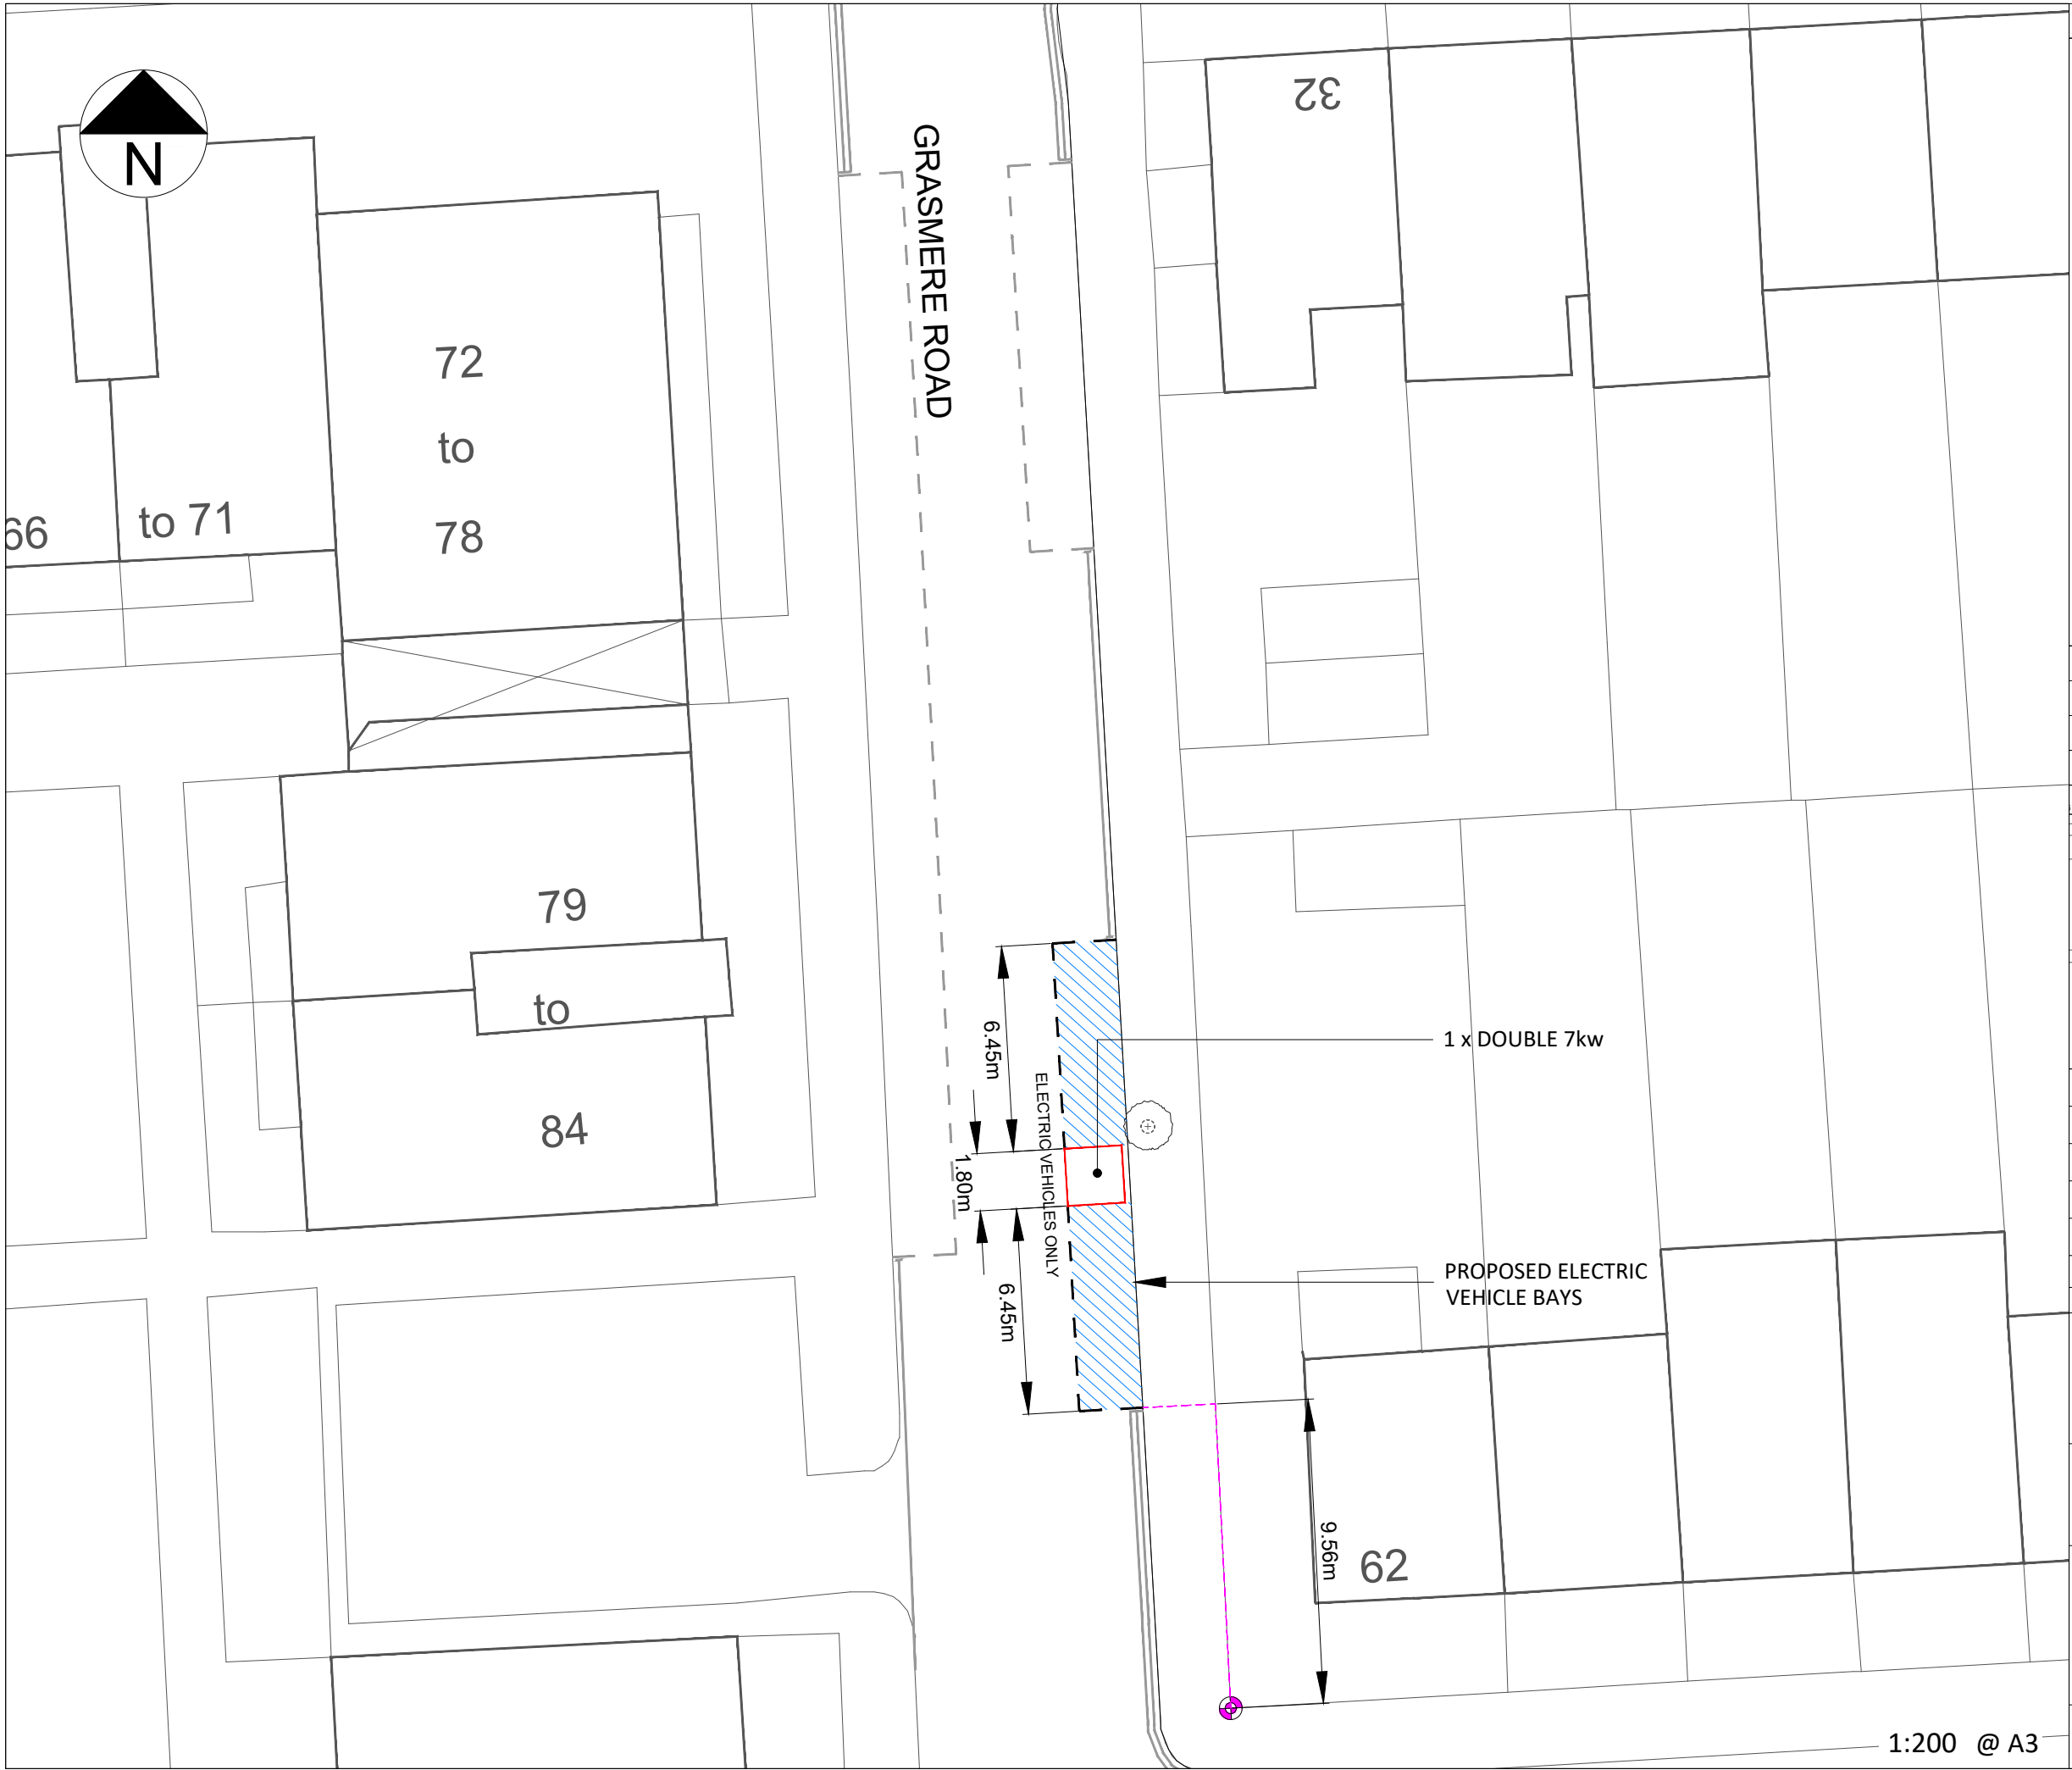 N
32
GRASMERE ROAD
72
to
78
66
to 71
79
to
84
6.45m
1 x DOUBLE 7kw
ELECTRIC VEHICLES ONLY
1.80m
6.45m
PROPOSED ELECTRIC
VEHICLE BAYS
9.56m
62
1:200 @ A3